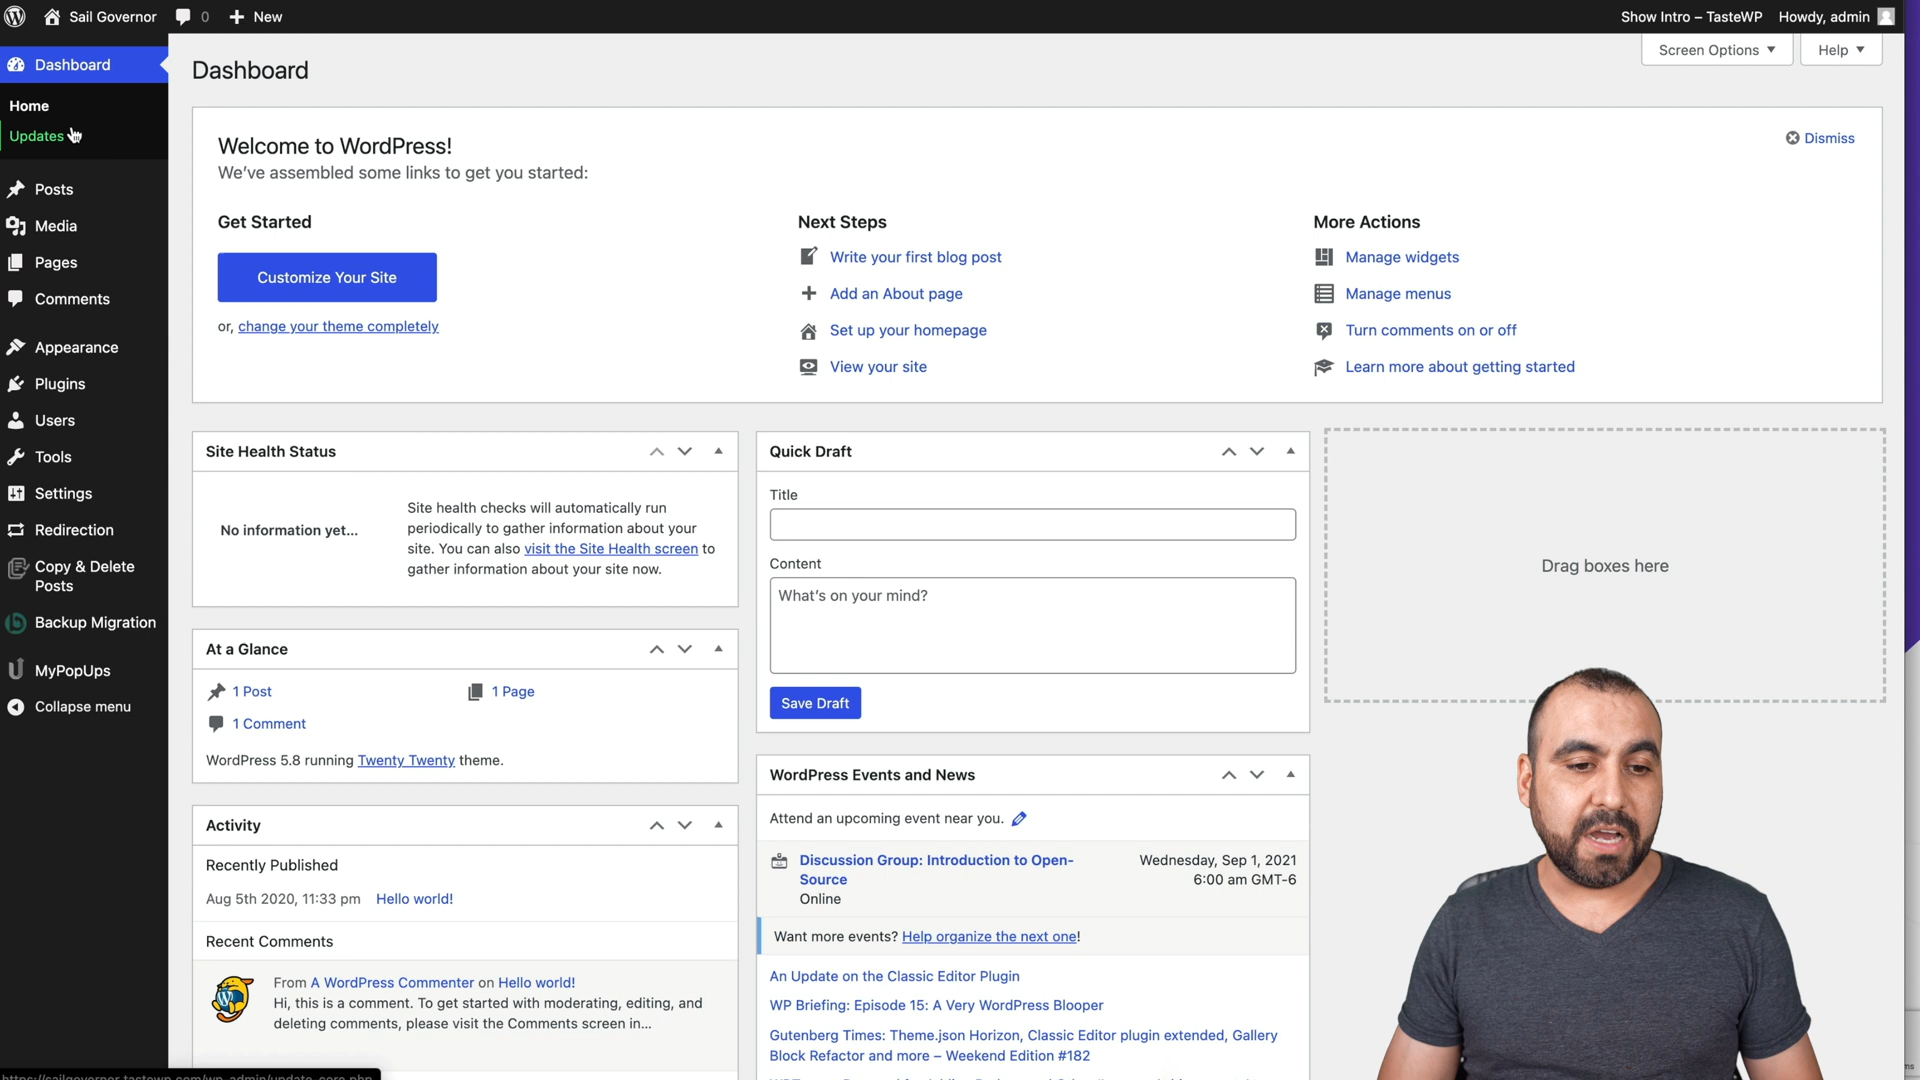 Sail Governor
0
New
Show Intro – TasteWP
Howdy, admin
Dashboard
Home
Updates
Posts
Media
Pages
Comments
Appearance
Plugins
Users
Tools
Settings
Redirection
Copy & Delete
Posts
Backup Migration
MyPopUps
Collapse menu
Screen Options
Help
Dashboard
Welcome to WordPress!
We've assembled some links to get you started:
Dismiss
Get Started
Customize Your Site
or, change your theme completely
Next Steps
Write your first blog post
Add an About page
Set up your homepage
View your site
More Actions
Manage widgets
Manage menus
Turn comments on or off
Learn more about getting started
Site Health Status
No information yet...
Site health checks will automatically run
periodically to gather information about your
site. You can also visit the Site Health screen to
gather information about your site now.
At a Glance
1 Post
1 Page
1 Comment
WordPress 5.8 running Twenty Twenty theme.
Activity
Recently Published
Aug 5th 2020, 11:33 pm
Hello world!
Recent Comments
From A WordPress Commenter on Hello world!
Hi, this is a comment. To get started with moderating, editing, and
deleting comments, please visit the Comments screen in...
Quick Draft
Title
Content
What's on your mind?
Save Draft
WordPress Events and News
Attend an upcoming event near you.
Discussion Group: Introduction to Open-
Source
Online
Wednesday, Sep 1, 2021
6:00 am GMT-6
Want more events? Help organize the next one!
An Update on the Classic Editor Plugin
WP Briefing: Episode 15: A Very WordPress Blooper
Gutenberg Times: Theme.json Horizon, Classic Editor plugin extended, Gallery
Block Refactor and more – Weekend Edition #182
Drag boxes here